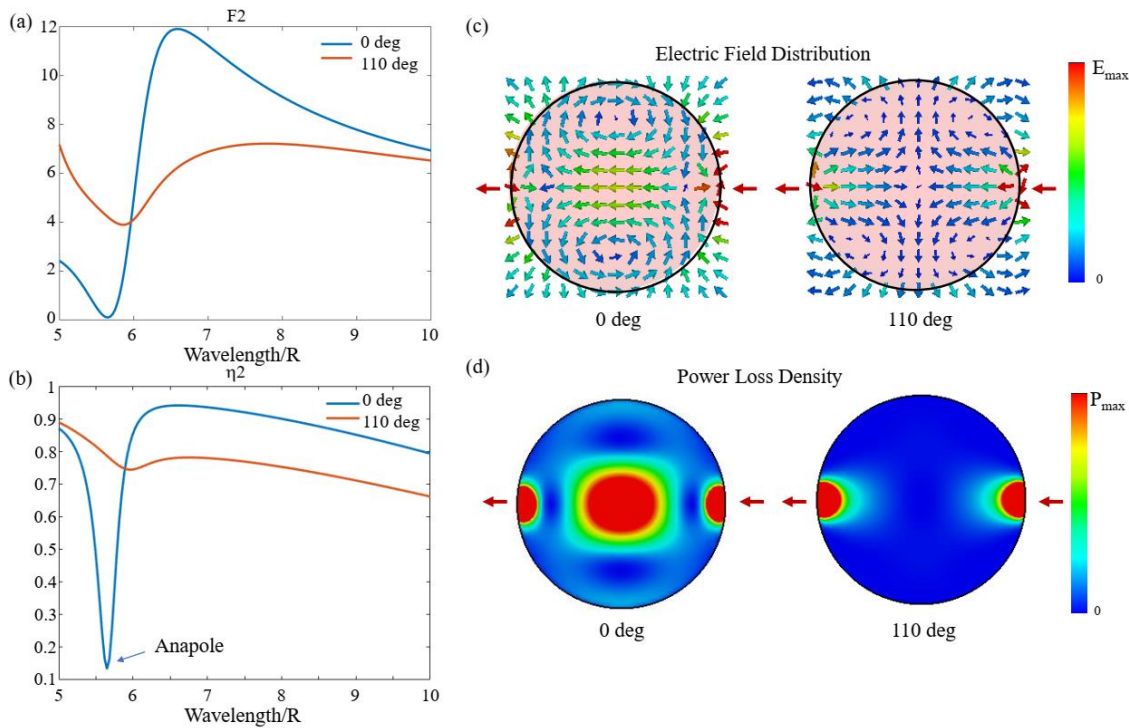 (a)
F2
12
10
8
6
4
2
0
0 deg
110 deg
5 6 7 8 9 10
Wavelength/R
(b)
η2
1
0.9
0.8
0.7
0.6
0.5
0.4
0.3
0.2
0.1
0 deg
110 deg
Anapole
5 6 7 8 9 10
Wavelength/R
(c)
Electric Field Distribution
Emax
0
0 deg 110 deg
(d)
Power Loss Density
Pmax
0
0 deg 110 deg